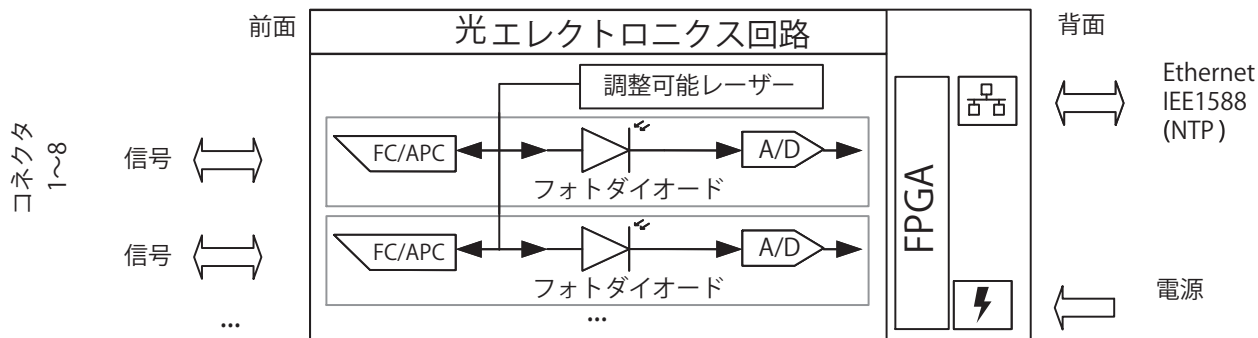 前面
光エレクトロニクス回路
背面
調整可能レーザー
Ethernet
IEE1588
(NTP)
コネクタ
1～8
信号
FC/APC
A/D
フォトダイオード
FPGA
信号
FC/APC
A/D
フォトダイオード
電源
...
...